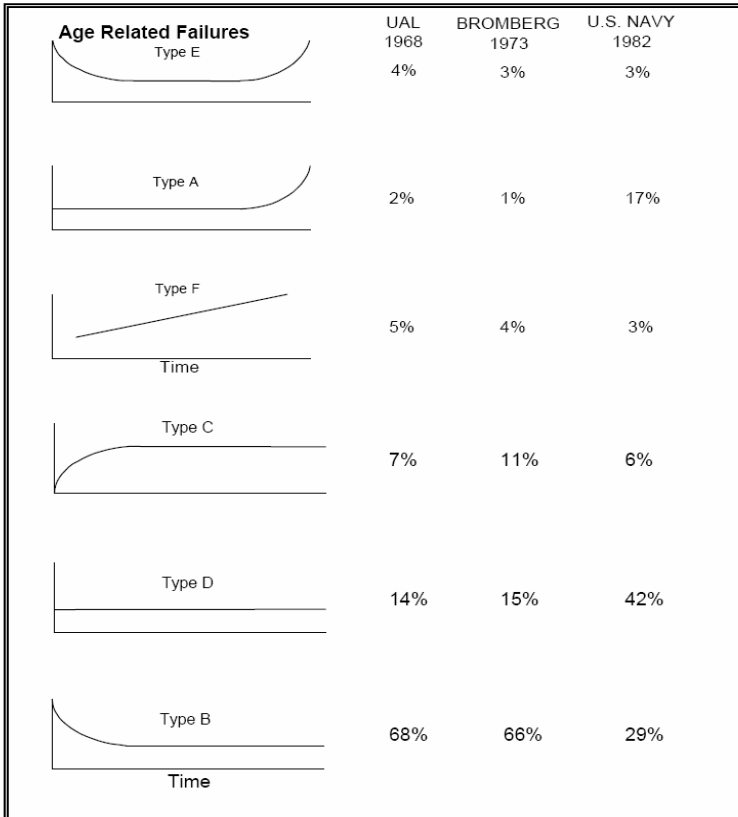 Age Related Failures UAL BROMBERG U.S. NAVY
1968 1973 1982
Type E
4% 3% 3%
Type A
2% 1% 17%
Type F
5% 4% 3%
Time
Type C
7% 11% 6%
Type D
14% 15% 42%
Type B
68% 66% 29%
Time